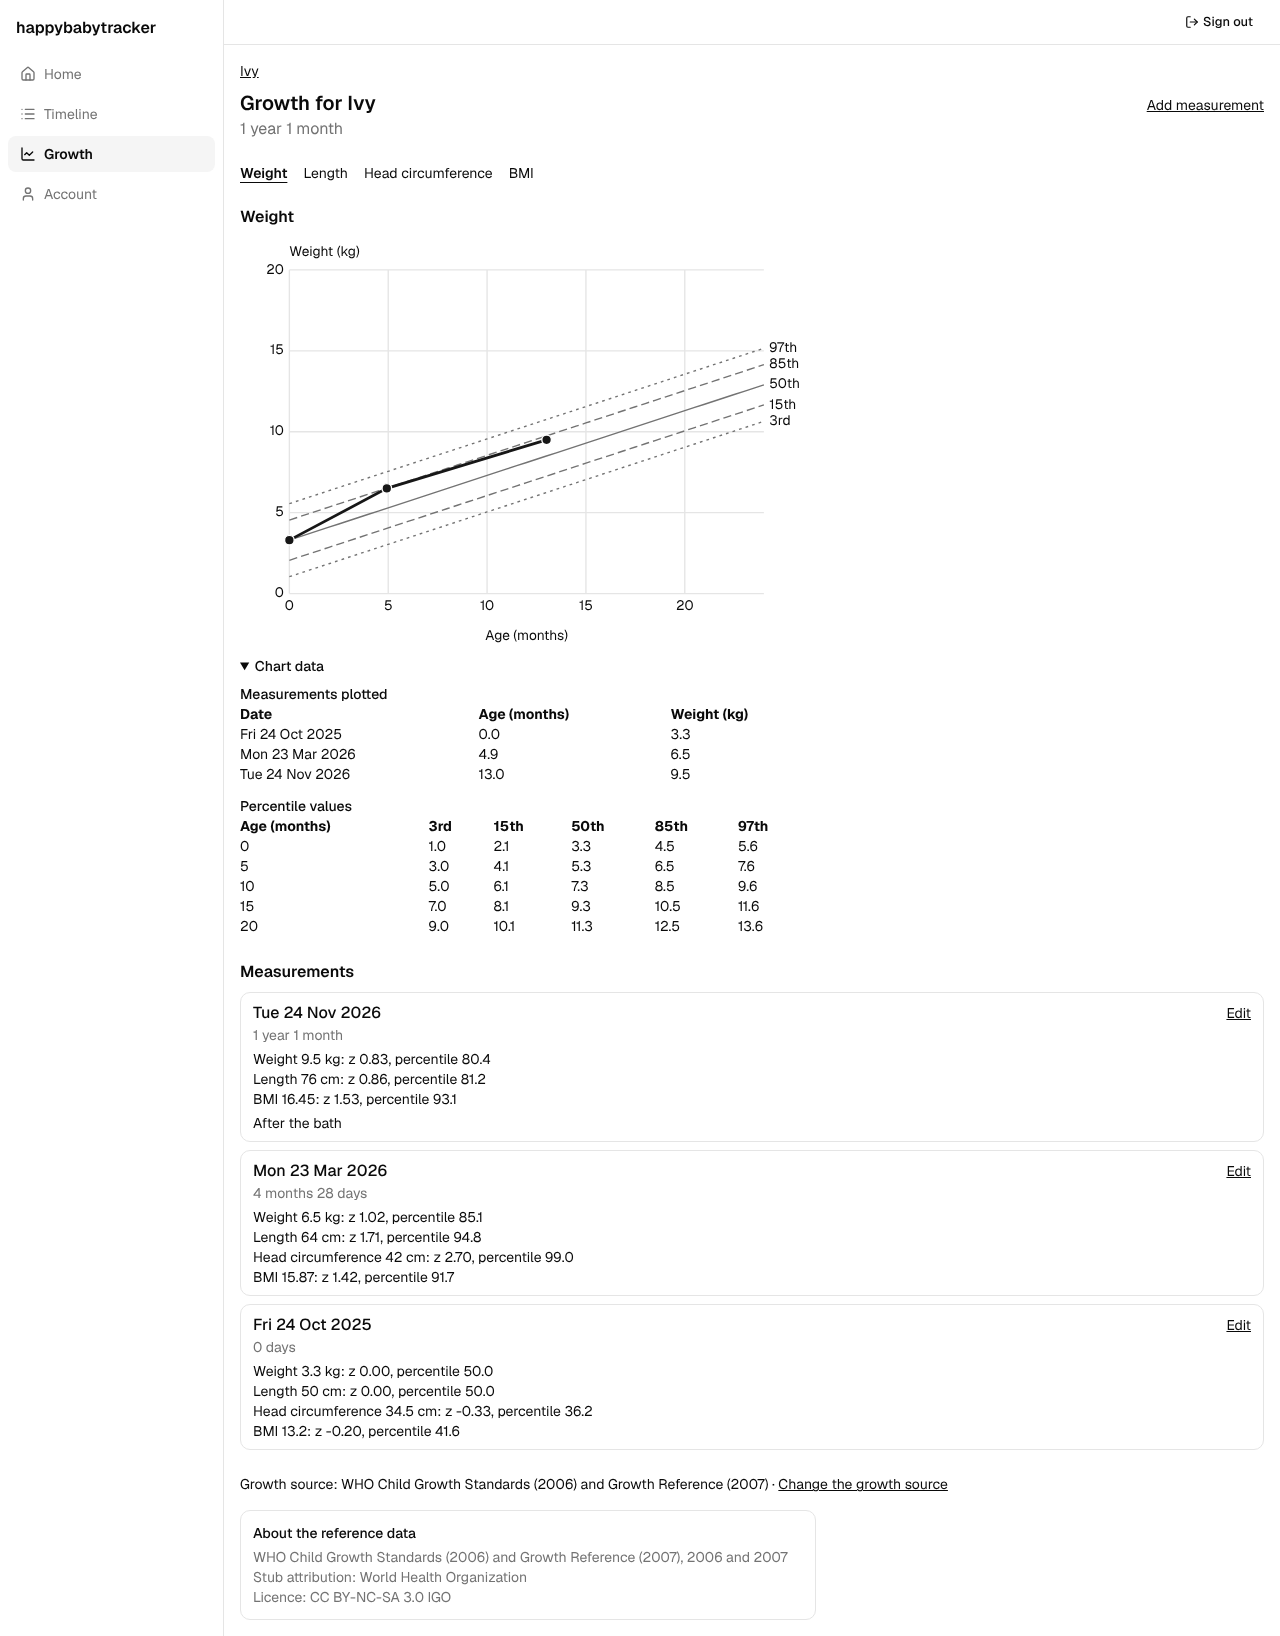 happybabytracker
Sign out
Home
Timeline
Growth
Account
Ivy
Growth for Ivy
Add measurement
1 year 1 month
Weight Length Head circumference BMI
Weight
Weight (kg)
20
15
10
5
0
97th
85th
50th
15th
3rd
0 5 10 15 20
Age (months)
▼ Chart data
Measurements plotted
Date Age (months) Weight (kg)
Fri 24 Oct 2025 0.0 3.3
Mon 23 Mar 2026 4.9 6.5
Tue 24 Nov 2026 13.0 9.5
Percentile values
Age (months) 3rd 15th 50th 85th 97th
0 1.0 2.1 3.3 4.5 5.6
5 3.0 4.1 5.3 6.5 7.6
10 5.0 6.1 7.3 8.5 9.6
15 7.0 8.1 9.3 10.5 11.6
20 9.0 10.1 11.3 12.5 13.6
Measurements
Tue 24 Nov 2026 Edit
1 year 1 month
Weight 9.5 kg: z 0.83, percentile 80.4
Length 76 cm: z 0.86, percentile 81.2
BMI 16.45: z 1.53, percentile 93.1
After the bath
Mon 23 Mar 2026 Edit
4 months 28 days
Weight 6.5 kg: z 1.02, percentile 85.1
Length 64 cm: z 1.71, percentile 94.8
Head circumference 42 cm: z 2.70, percentile 99.0
BMI 15.87: z 1.42, percentile 91.7
Fri 24 Oct 2025 Edit
0 days
Weight 3.3 kg: z 0.00, percentile 50.0
Length 50 cm: z 0.00, percentile 50.0
Head circumference 34.5 cm: z -0.33, percentile 36.2
BMI 13.2: z -0.20, percentile 41.6
Growth source: WHO Child Growth Standards (2006) and Growth Reference (2007) · Change the growth source
About the reference data
WHO Child Growth Standards (2006) and Growth Reference (2007), 2006 and 2007
Stub attribution: World Health Organization
Licence: CC BY-NC-SA 3.0 IGO